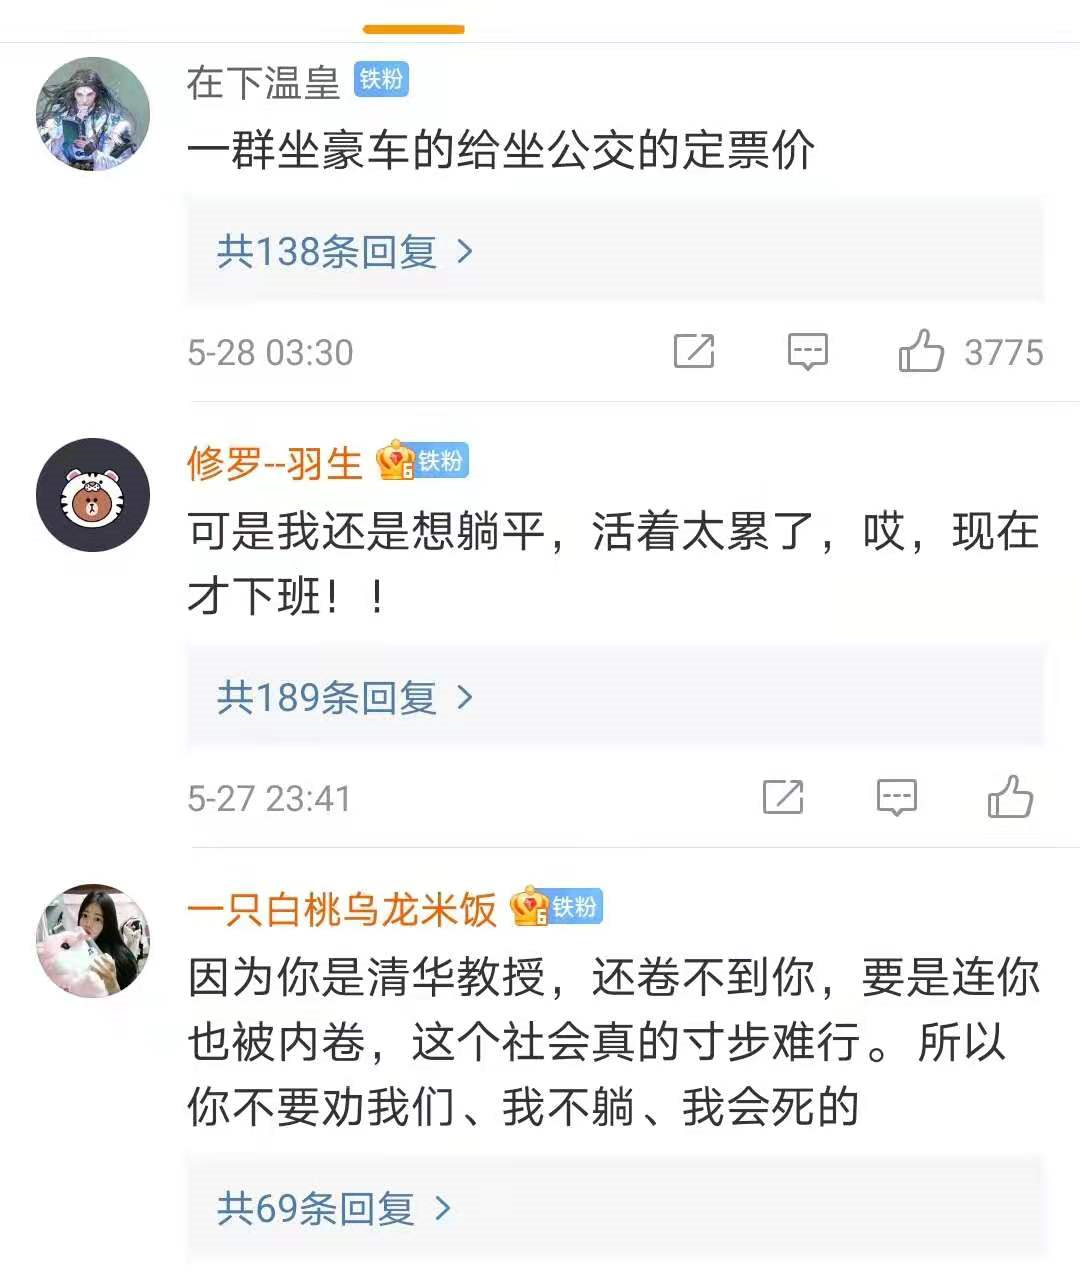 在下温皇 铁粉
一群坐豪车的给坐公交的定票价
共138条回复 >
5-28 03:30 3775
修罗--羽生 6 铁粉
可是我还是想躺平，活着太累了，哎，现在
才下班！！
共189条回复 >
5-27 23:41
一只白桃乌龙米饭 6 铁粉
因为你是清华教授，还卷不到你，要是连你
也被内卷，这个社会真的寸步难行。所以
你不要劝我们、我不躺、我会死的
共69条回复 >